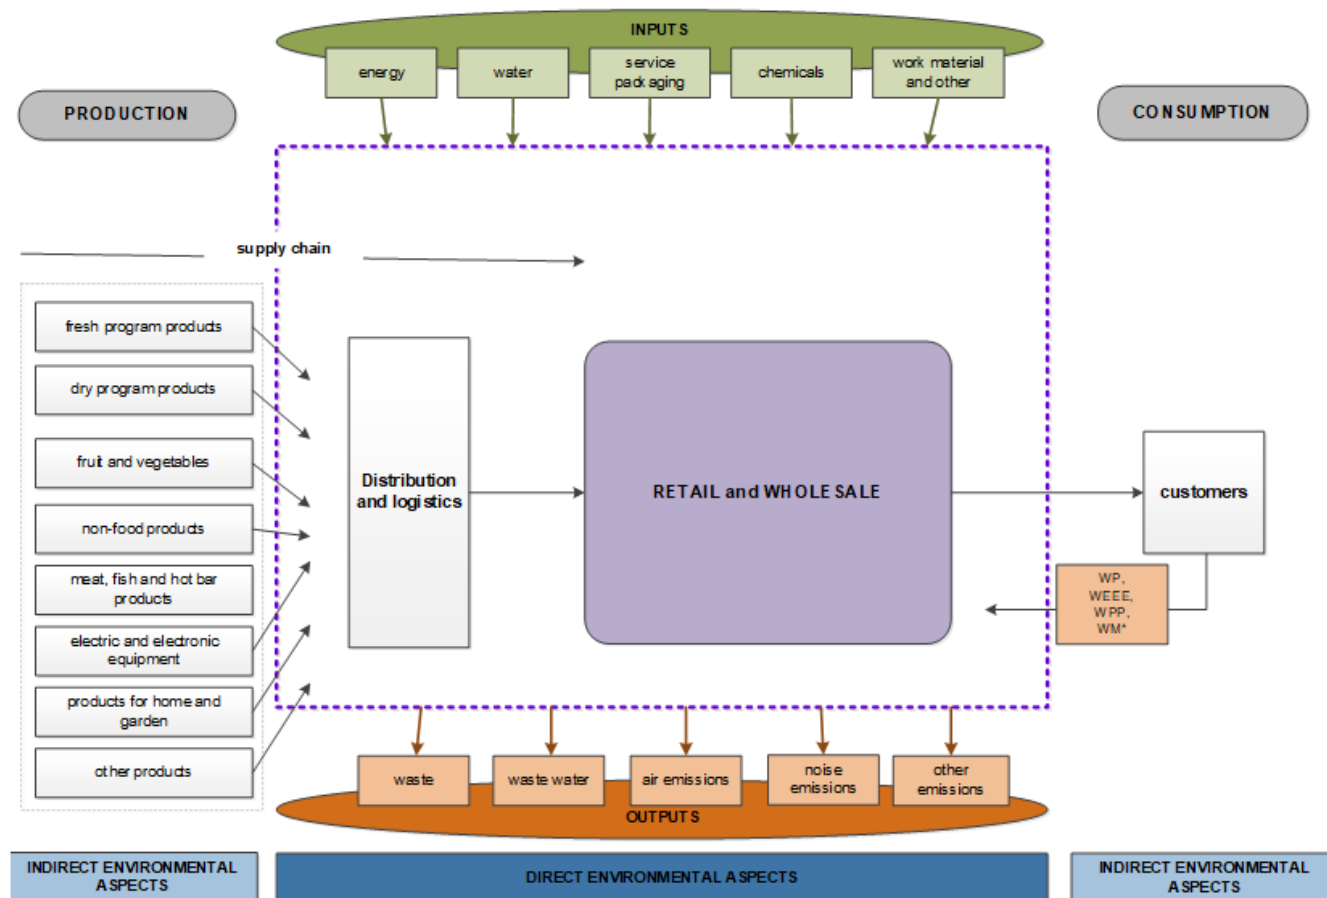 INPUTS
energy
water
service
packaging
chemicals
work material
and other
PRODUCTION
CONSUMPTION
supply chain
fresh program products
dry program products
fruit and vegetables
non-food products
meat, fish and hot bar
products
electric and electronic
equipment
products for home and
garden
other products
Distribution
and logistics
RETAIL and WHOLE SALE
customers
WP,
WEEE,
WPP,
WM*
waste
waste water
air emissions
noise
emissions
other
emissions
OUTPUTS
INDIRECT ENVIRONMENTAL
ASPECTS
DIRECT ENVIRONMENTAL ASPECTS
INDIRECT ENVIRONMENTAL
ASPECTS